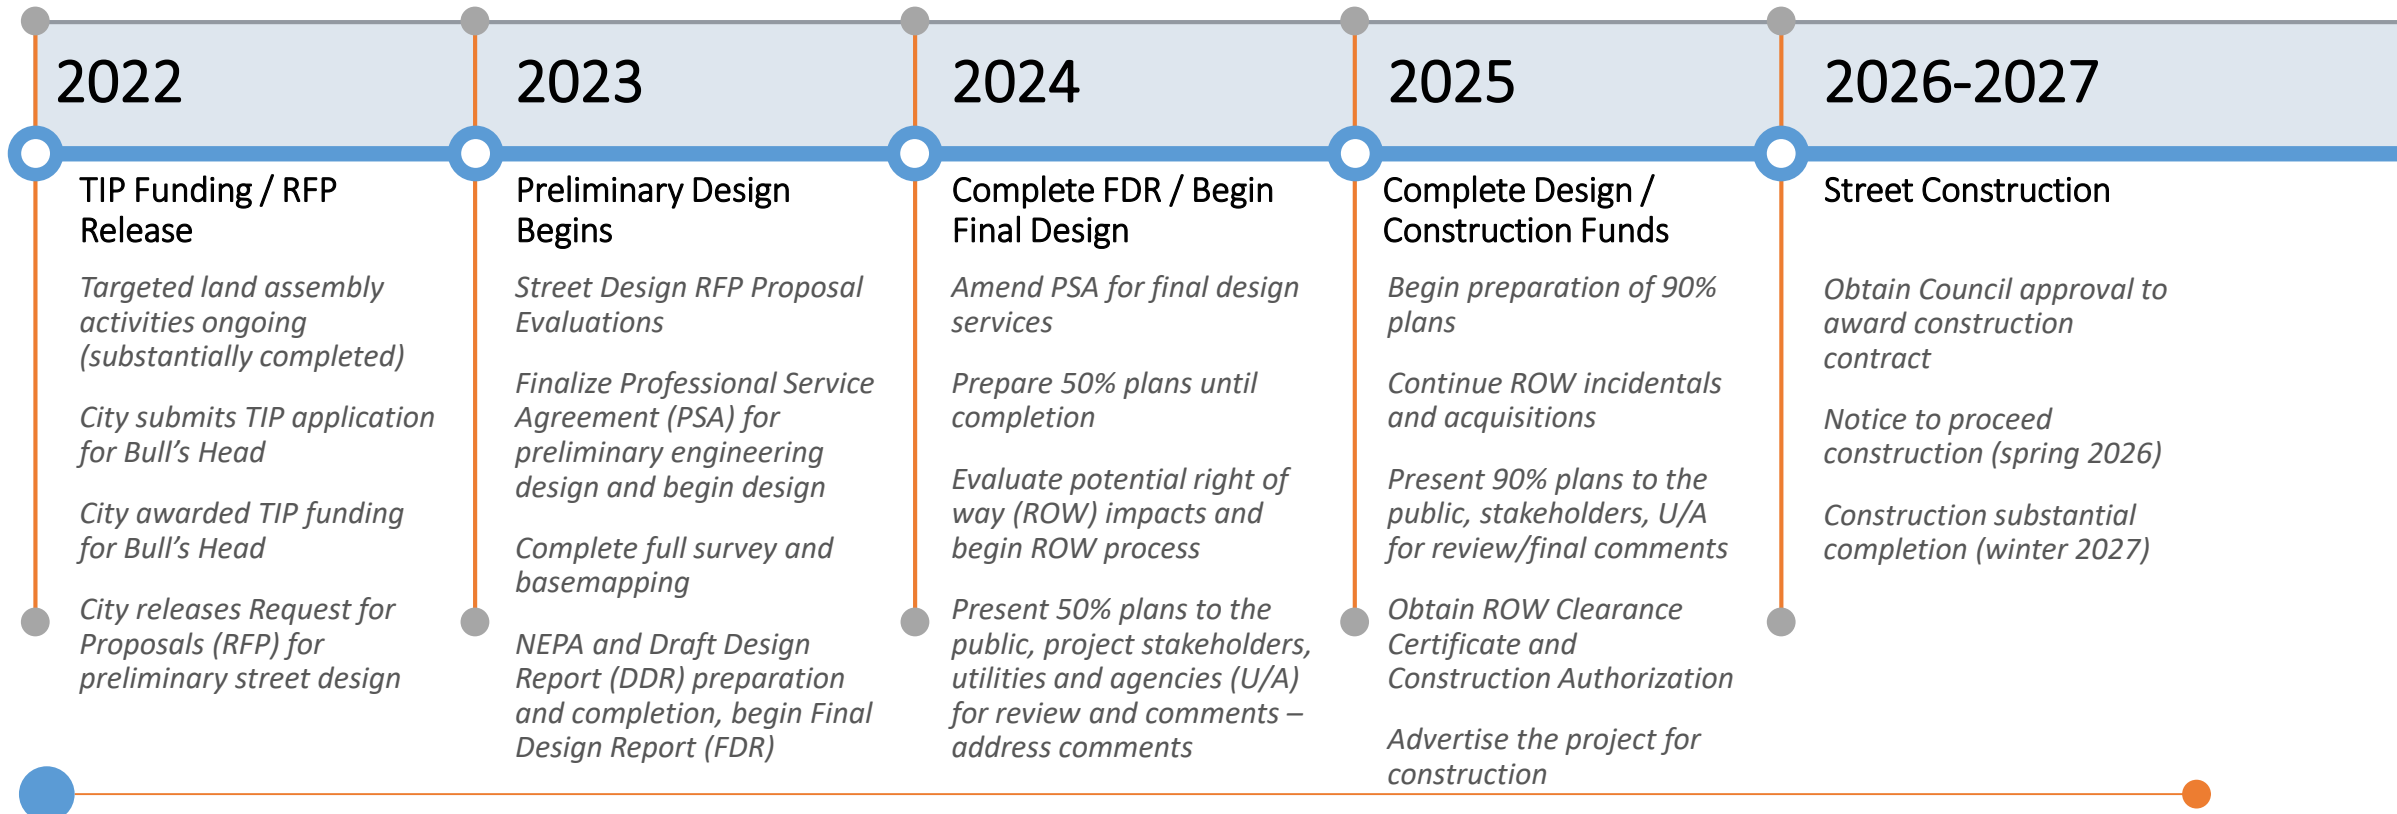 2022
TIP Funding / RFP
Release
Targeted land assembly
activities ongoing
(substantially completed)
City submits TIP application
for Bull’s Head
City awarded TIP funding
for Bull’s Head
City releases Request for
Proposals (RFP) for
preliminary street design
2023
Preliminary Design
Begins
Street Design RFP Proposal
Evaluations
Finalize Professional Service
Agreement (PSA) for
preliminary engineering
design and begin design
Complete full survey and
basemapping
NEPA and Draft Design
Report (DDR) preparation
and completion, begin Final
Design Report (FDR)
2024
Complete FDR / Begin
Final Design
Amend PSA for final design
services
Prepare 50% plans until
completion
Evaluate potential right of
way (ROW) impacts and
begin ROW process
Present 50% plans to the
public, project stakeholders,
utilities and agencies (U/A)
for review and comments –
address comments
2025
Complete Design /
Construction Funds
Begin preparation of 90%
plans
Continue ROW incidentals
and acquisitions
Present 90% plans to the
public, stakeholders, U/A
for review/final comments
Obtain ROW Clearance
Certificate and
Construction Authorization
Advertise the project for
construction
2026-2027
Street Construction
Obtain Council approval to
award construction
contract
Notice to proceed
construction (spring 2026)
Construction substantial
completion (winter 2027)